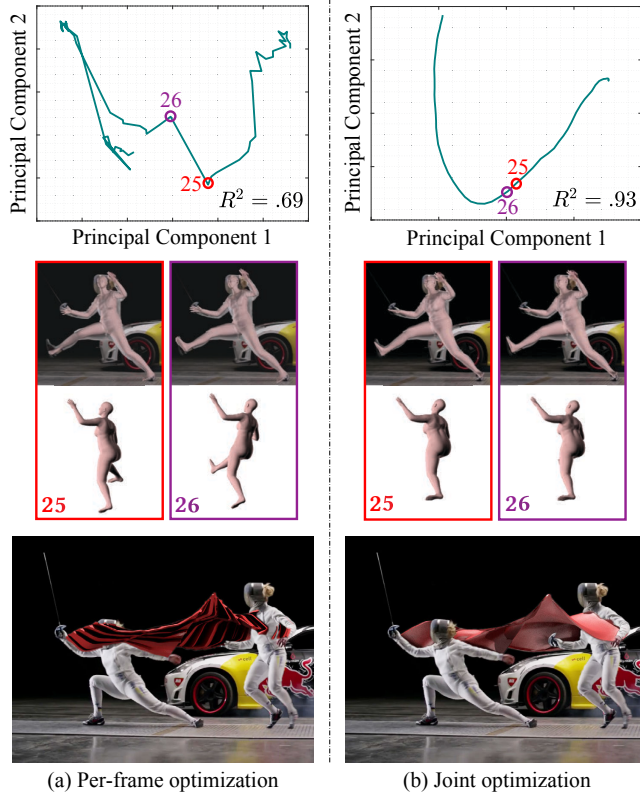 Principal Component 2
26
25
R² = .69
Principal Component 1
25
26
(a) Per-frame optimization
Principal Component 2
25
26
R² = .93
Principal Component 1
25
26
(b) Joint optimization